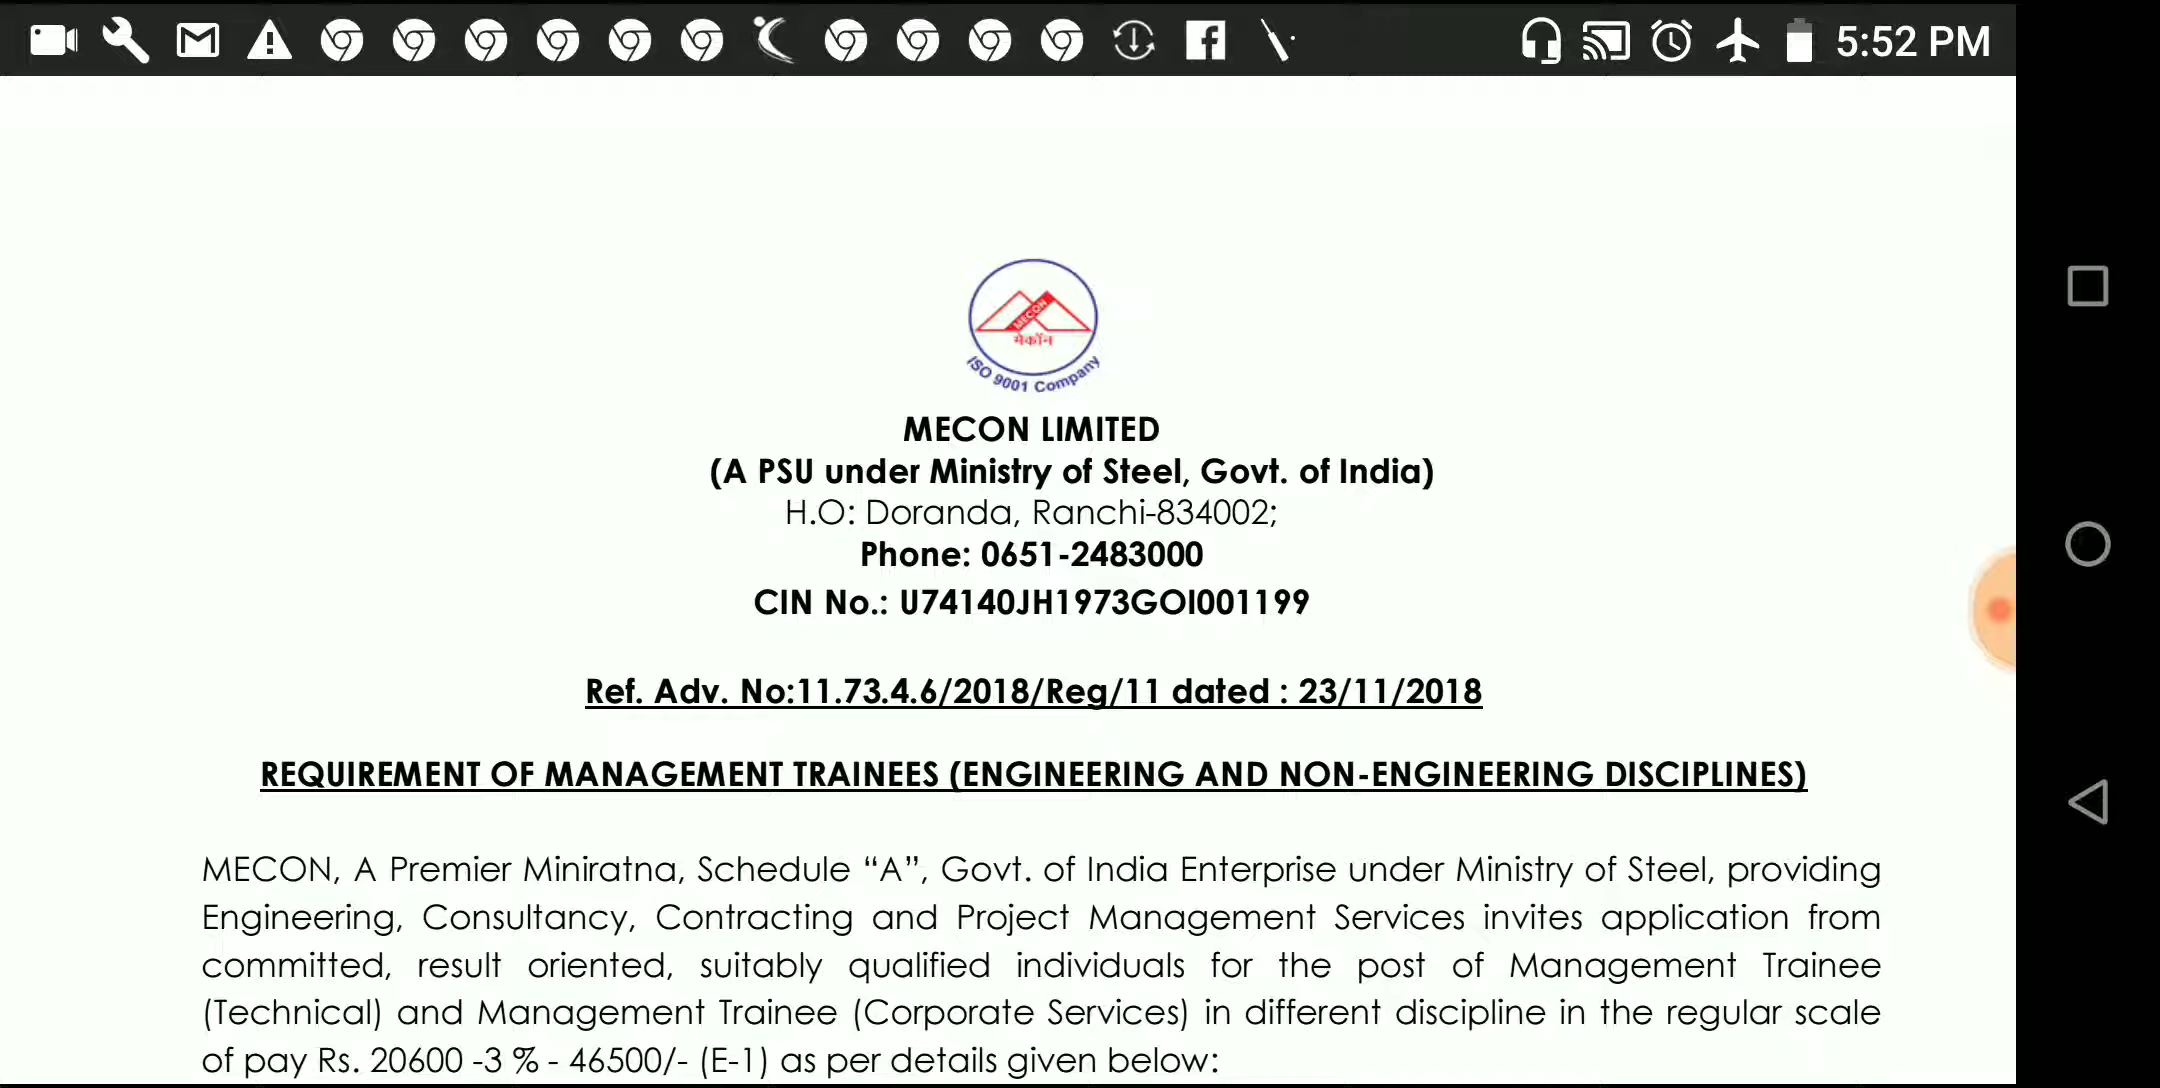 5:52 PM
MECON
मेकॉन
ISO 9001 Company
MECON LIMITED
(A PSU under Ministry of Steel, Govt. of India)
H.O: Doranda, Ranchi-834002;
Phone: 0651-2483000
CIN No.: U74140JH1973GOI001199
Ref. Adv. No:11.73.4.6/2018/Reg/11 dated : 23/11/2018
REQUIREMENT OF MANAGEMENT TRAINEES (ENGINEERING AND NON-ENGINEERING DISCIPLINES)
MECON, A Premier Miniratna, Schedule “A”, Govt. of India Enterprise under Ministry of Steel, providing
Engineering, Consultancy, Contracting and Project Management Services invites application from
committed, result oriented, suitably qualified individuals for the post of Management Trainee
(Technical) and Management Trainee (Corporate Services) in different discipline in the regular scale
of pay Rs. 20600 -3 % - 46500/- (E-1) as per details given below: